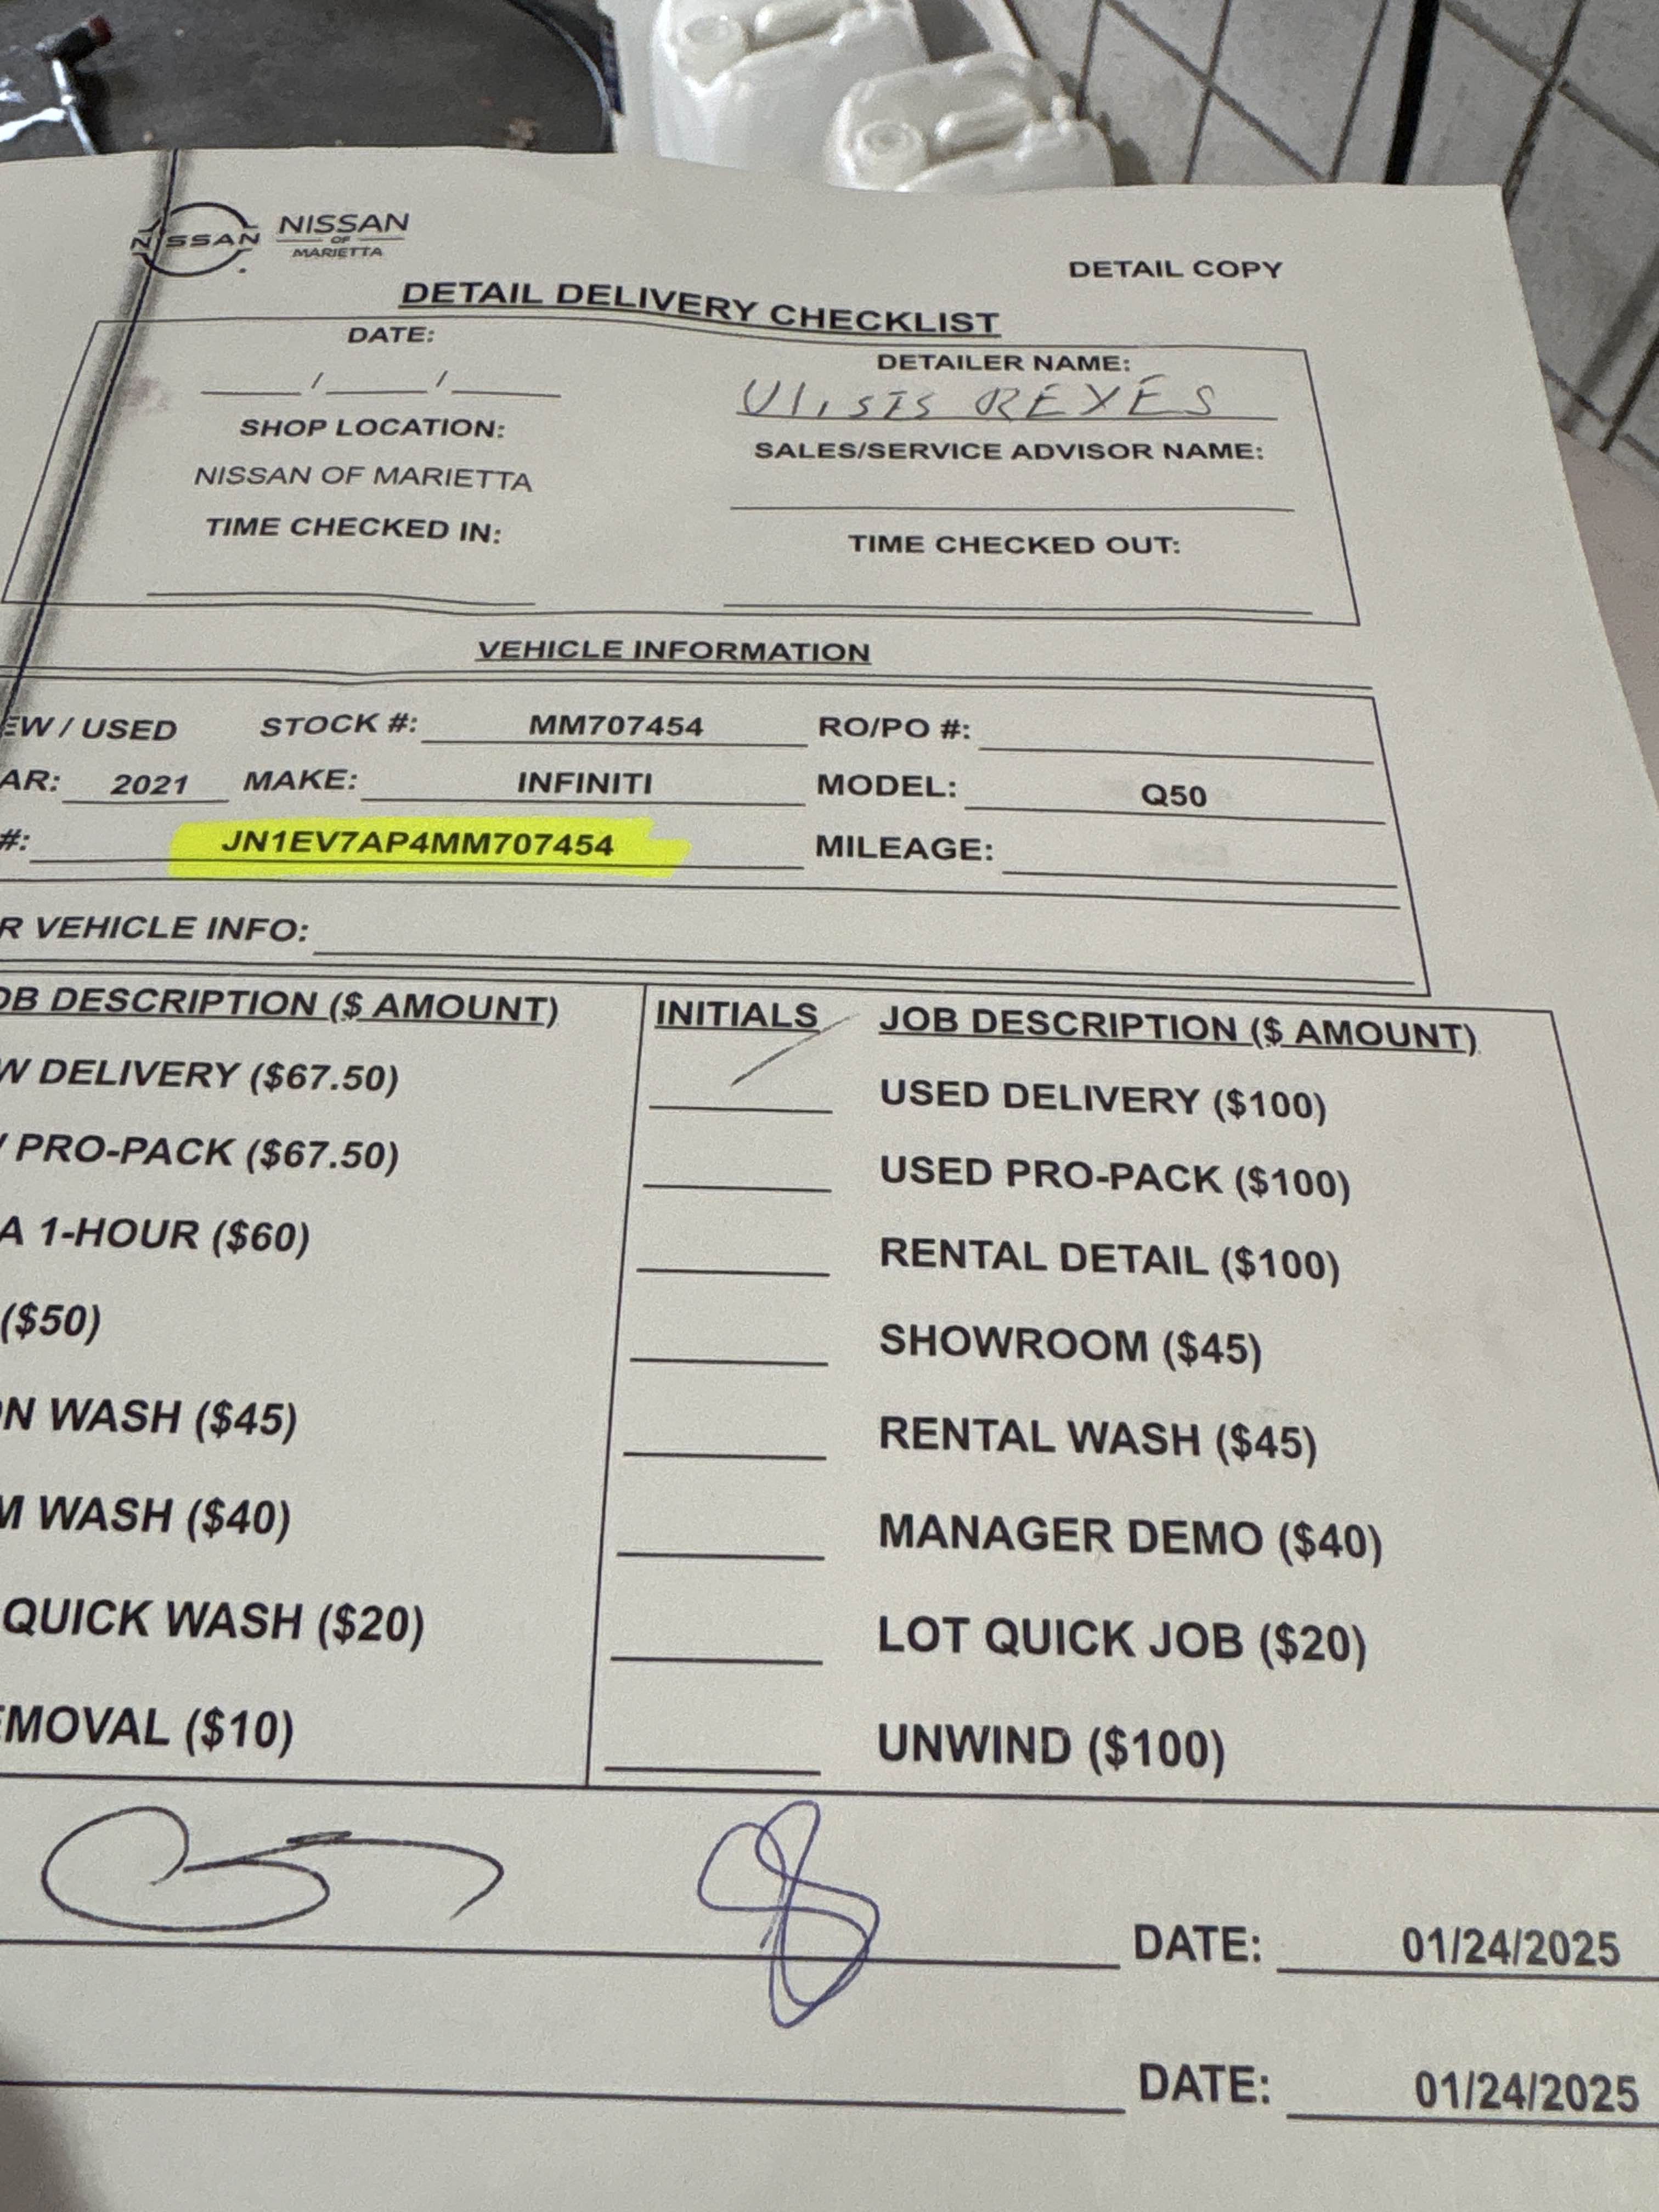 NISSAN NISSAN
OF
MARIETTA
DETAIL COPY
DETAIL DELIVERY CHECKLIST
DATE:
/ /
DETAILER NAME:
Ulisis REYES
SHOP LOCATION:
SALES/SERVICE ADVISOR NAME:
NISSAN OF MARIETTA
TIME CHECKED IN:
TIME CHECKED OUT:
VEHICLE INFORMATION
EW / USED STOCK #: MM707454 RO/PO #:
AR: 2021 MAKE: INFINITI MODEL: Q50
#: JN1EV7AP4MM707454 MILEAGE:
R VEHICLE INFO:
OB DESCRIPTION ($ AMOUNT) INITIALS JOB DESCRIPTION ($ AMOUNT)
W DELIVERY ($67.50) USED DELIVERY ($100)
PRO-PACK ($67.50) USED PRO-PACK ($100)
A 1-HOUR ($60) RENTAL DETAIL ($100)
($50) SHOWROOM ($45)
ON WASH ($45) RENTAL WASH ($45)
M WASH ($40) MANAGER DEMO ($40)
QUICK WASH ($20) LOT QUICK JOB ($20)
EMOVAL ($10) UNWIND ($100)
DATE: 01/24/2025
DATE: 01/24/2025